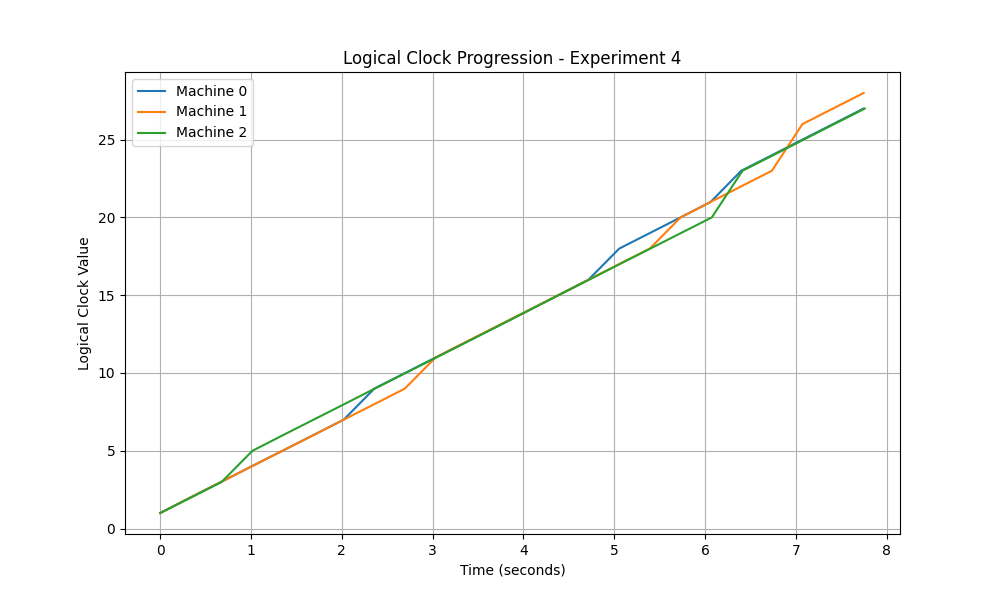 Logical Clock Progression - Experiment 4
Machine 0
Machine 1
Machine 2
Logical Clock Value
25
20
15
10
5
0
0 1 2 3 4 5 6 7 8
Time (seconds)